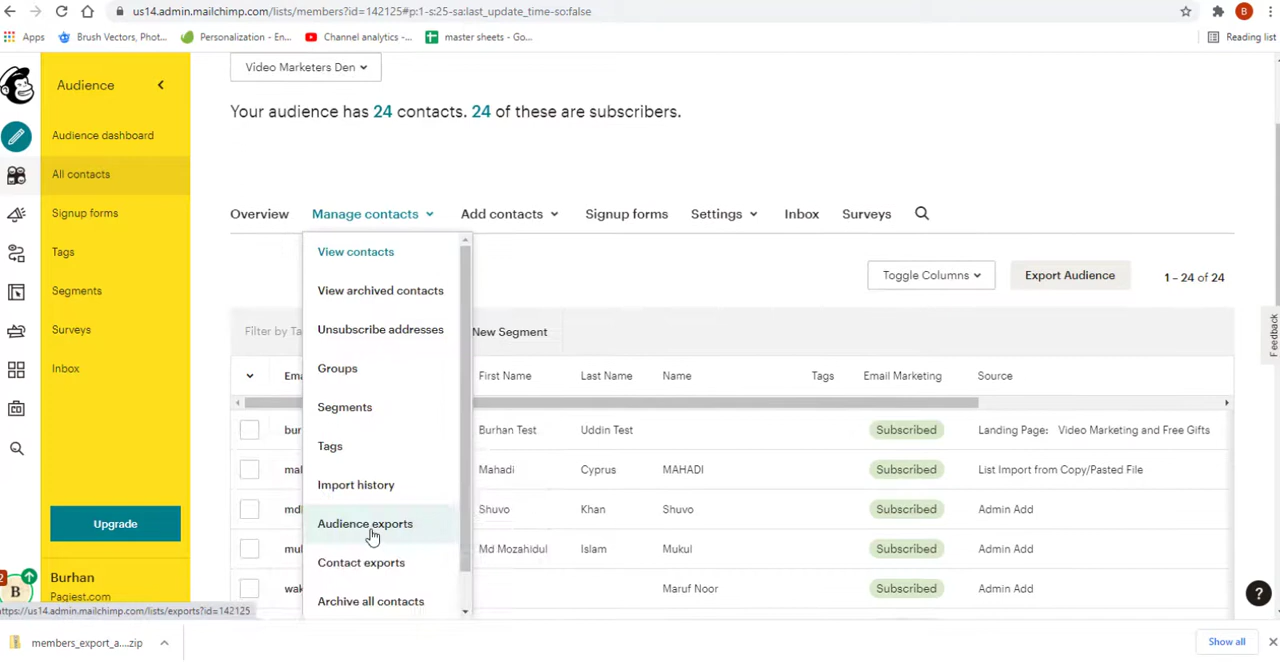 us14.admin.mailchimp.com/lists/members?id=142125#p:1-s:25-sa:last_update_time-so:false
B
Apps Brush Vectors, Phot... Personalization - En... Channel analytics -... master sheets - Go... Reading list
Audience
Audience dashboard
All contacts
Signup forms
Tags
Segments
Surveys
Inbox
Upgrade
Burhan
Pagiest.com
2
B
Video Marketers Den
Your audience has 24 contacts. 24 of these are subscribers.
Overview Manage contacts Add contacts Signup forms Settings Inbox Surveys
View contacts
View archived contacts
Unsubscribe addresses
Groups
Segments
Tags
Import history
Audience exports
Contact exports
Archive all contacts
Toggle Columns Export Audience 1 – 24 of 24
Filter by Ta New Segment
Ema First Name Last Name Name Tags Email Marketing Source
bur Burhan Test Uddin Test Subscribed Landing Page: Video Marketing and Free Gifts
Mahadi Cyprus MAHADI Subscribed List Import from Copy/Pasted File
Shuvo Khan Shuvo Subscribed Admin Add
Md Mozahidul Islam Mukul Subscribed Admin Add
Maruf Noor Subscribed Admin Add
Feedback
?
https://us14.admin.mailchimp.com/lists/exports?id=142125
members_export_a....zip
Show all